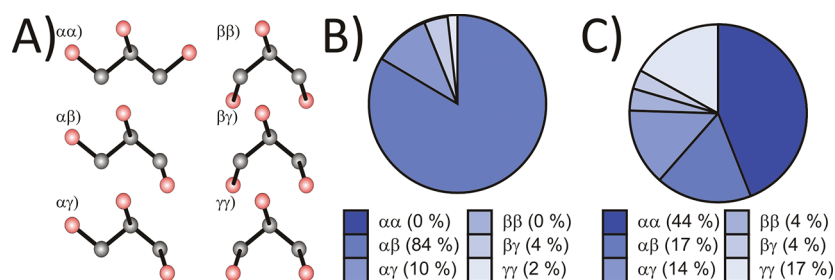 A)
αα)
ββ)
αβ)
βγ)
αγ)
γγ)
B)
αα (0 %)
ββ (0 %)
αβ (84 %)
βγ (4 %)
αγ (10 %)
γγ (2 %)
C)
αα (44 %)
ββ (4 %)
αβ (17 %)
βγ (4 %)
αγ (14 %)
γγ (17 %)